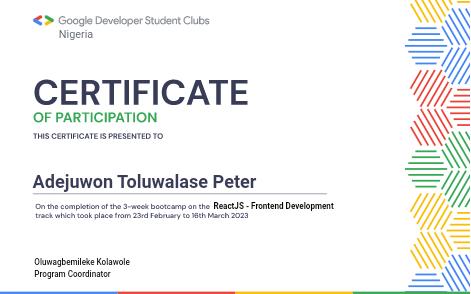 Google Developer Student Clubs
Nigeria
CERTIFICATE
OF PARTICIPATION
THIS CERTIFICATE IS PRESENTED TO
Adejuwon Toluwalase Peter
On the completion of the 3-week bootcamp on the ReactJS - Frontend Development
track which took place from 23rd February to 16th March 2023
Oluwagbemileke Kolawole
Program Coordinator